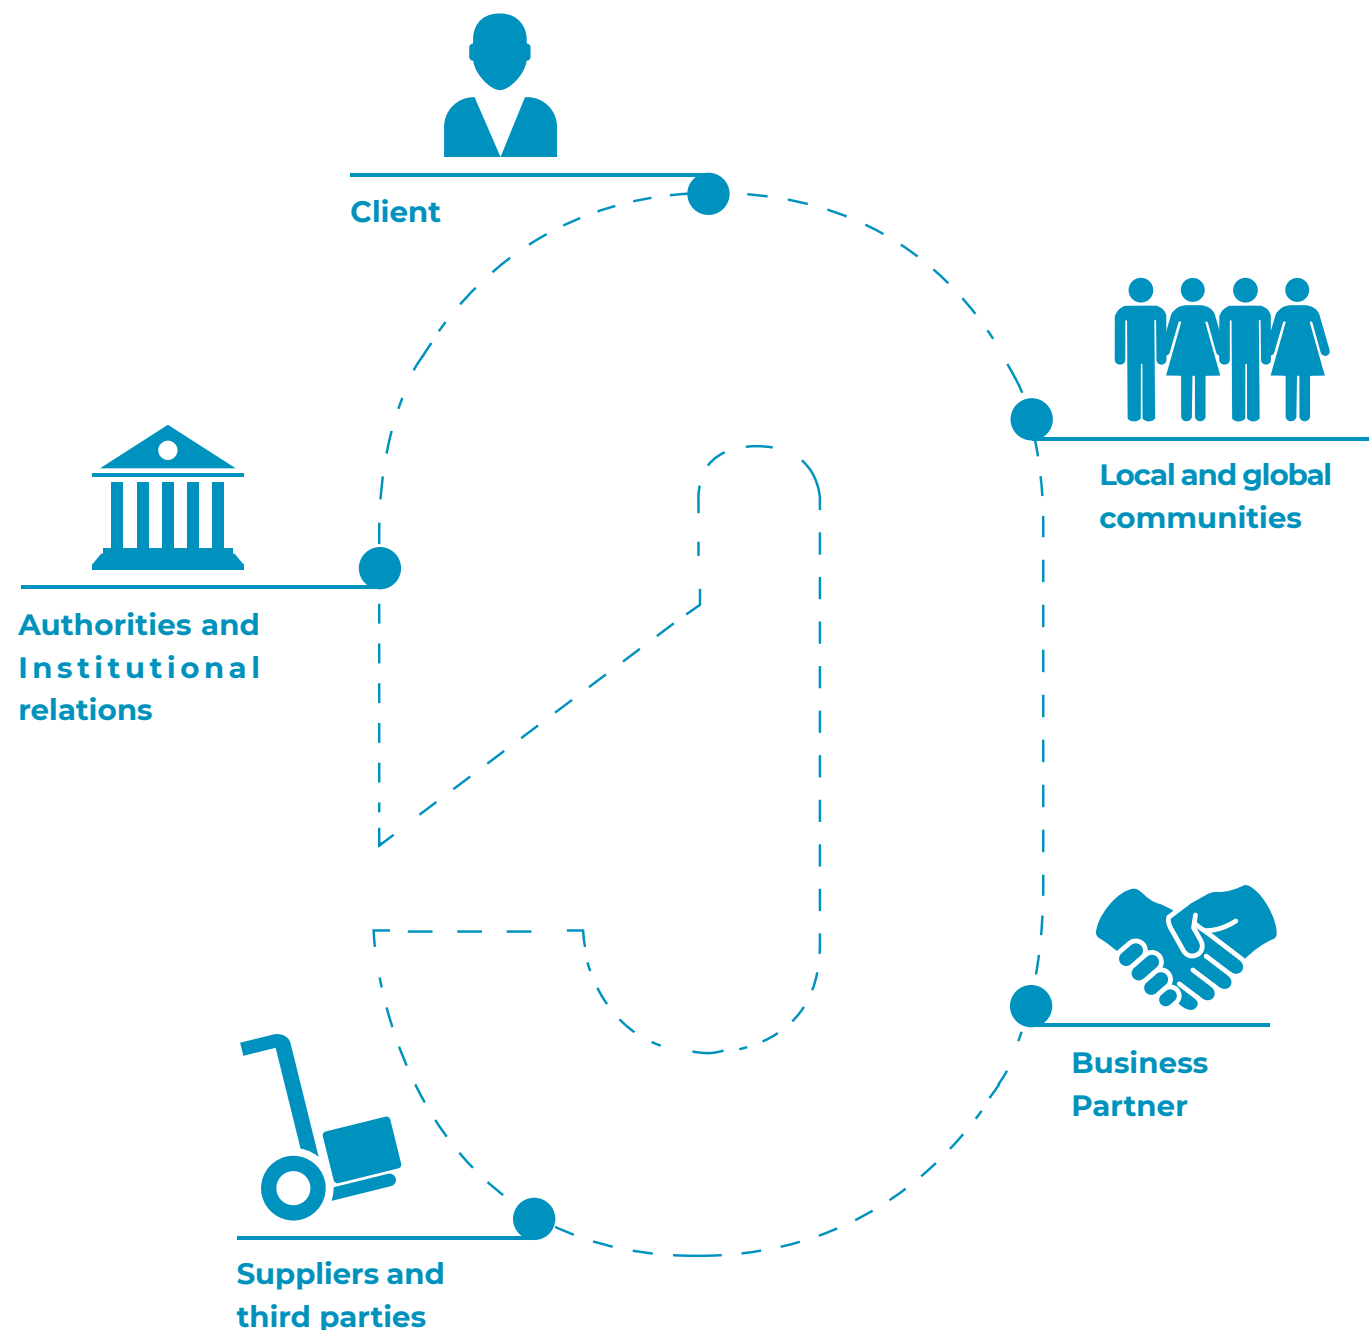 Client
Local and global
communities
Authorities and
Institutional
relations
Business
Partner
Suppliers and
third parties